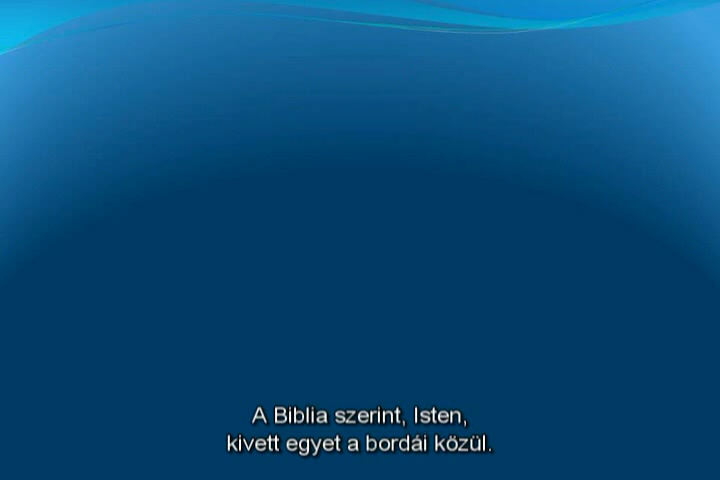 A Biblia szerint, Isten,
kivett egyet a bordái közül.